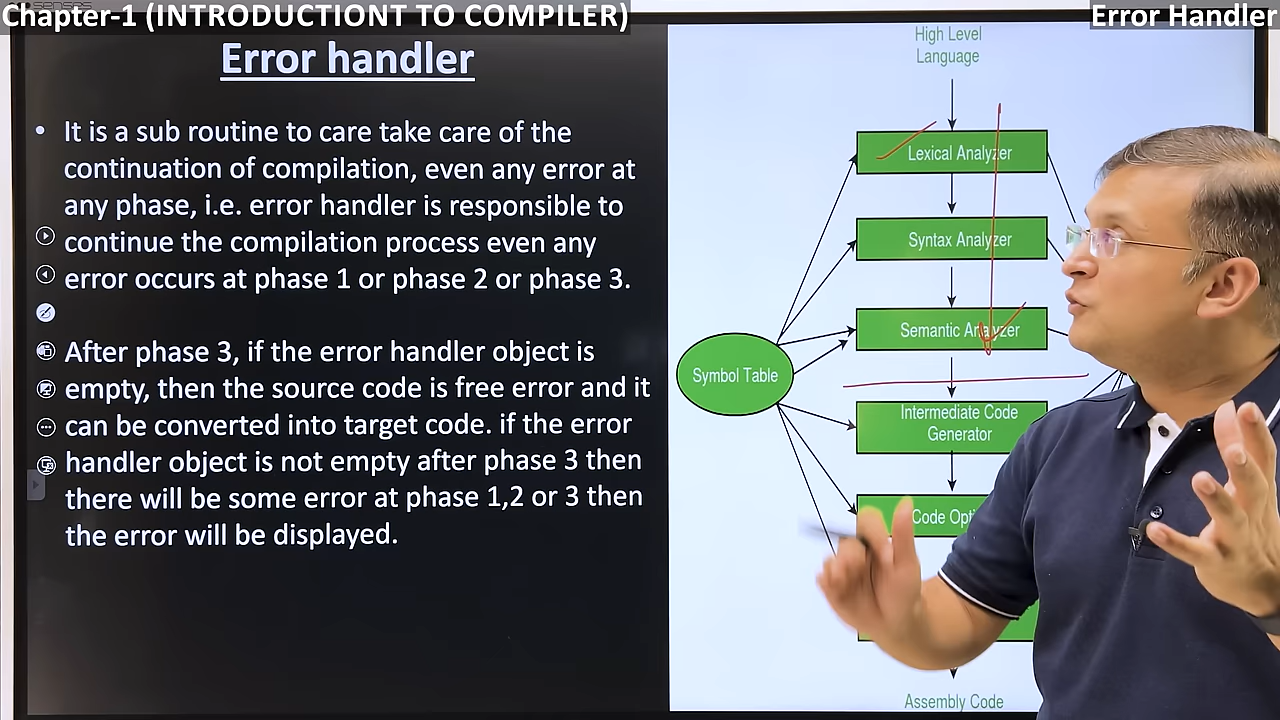 Chapter-1 (INTRODUCTIONT TO COMPILER)
Error Handler
Error handler
• It is a sub routine to care take care of the
continuation of compilation, even any error at
any phase, i.e. error handler is responsible to
continue the compilation process even any
error occurs at phase 1 or phase 2 or phase 3.
After phase 3, if the error handler object is
empty, then the source code is free error and it
can be converted into target code. if the error
handler object is not empty after phase 3 then
there will be some error at phase 1,2 or 3 then
the error will be displayed.
High Level
Language
Lexical Analyzer
Syntax Analyzer
Semantic Analyzer
Symbol Table
Intermediate Code
Generator
Code Opti
Assembly Code